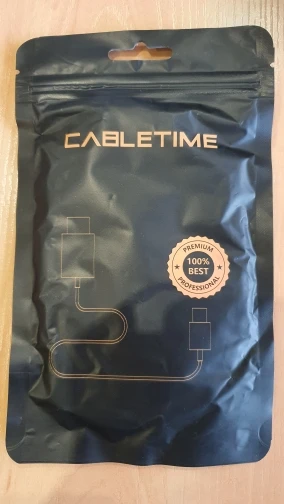 CABLETIME
PREMIUM
100%
BEST
PROFESSIONAL